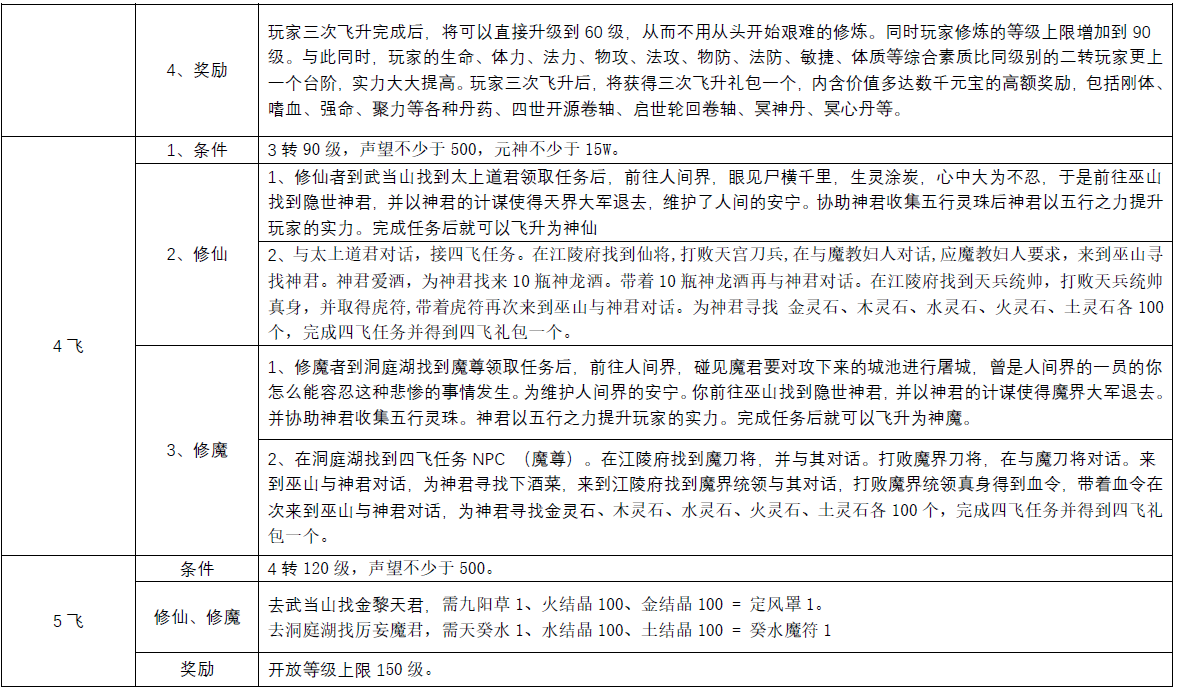 4、奖励
玩家三次飞升完成后，将可以直接升级到 60 级，从而不用从头开始艰难的修炼。同时玩家修炼的等级上限增加到 90
级。与此同时，玩家的生命、体力、法力、物攻、法攻、物防、法防、敏捷、体质等综合素质比同级别的二转玩家更上
一个台阶，实力大大提高。玩家三次飞升后，将获得三次飞升礼包一个，内含价值多达数千元宝的高额奖励，包括刚体、
嗜血、强命、聚力等各种丹药、四世开源卷轴、启世轮回卷轴、冥神丹、冥心丹等。
4 飞
1、条件
3 转 90 级，声望不少于 500，元神不少于 15W。
2、修仙
1、修仙者到武当山找到太上道君领取任务后，前往人间界，眼见尸横千里，生灵涂炭，心中大为不忍，于是前往巫山
找到隐世神君，并以神君的计谋使得天界大军退去，维护了人间的安宁。协助神君收集五行灵珠后神君以五行之力提升
玩家的实力。完成任务后就可以飞升为神仙
2、与太上道君对话，接四飞任务。在江陵府找到仙将,打败天宫刀兵,在与魔教妇人对话,应魔教妇人要求，来到巫山寻
找神君。神君爱酒，为神君找来 10 瓶神龙酒。带着 10 瓶神龙酒再与神君对话。在江陵府找到天兵统帅，打败天兵统帅
真身，并取得虎符,带着虎符再次来到巫山与神君对话。为神君寻找 金灵石、木灵石、水灵石、火灵石、土灵石各 100
个，完成四飞任务并得到四飞礼包一个。
3、修魔
1、修魔者到洞庭湖找到魔尊领取任务后，前往人间界，碰见魔君要对攻下来的城池进行屠城，曾是人间界的一员的你
怎么能容忍这种悲惨的事情发生。为维护人间界的安宁。你前往巫山找到隐世神君，并以神君的计谋使得魔界大军退去。
并协助神君收集五行灵珠。神君以五行之力提升玩家的实力。完成任务后就可以飞升为神魔。
2、在洞庭湖找到四飞任务 NPC （魔尊）。在江陵府找到魔刀将，并与其对话。打败魔界刀将，在与魔刀将对话。来
到巫山与神君对话，为神君寻找下酒菜，来到江陵府找到魔界统领与其对话，打败魔界统领真身得到血令，带着血令在
次来到巫山与神君对话，为神君寻找金灵石、木灵石、水灵石、火灵石、土灵石各 100 个，完成四飞任务并得到四飞礼
包一个。
5 飞
条件
4 转 120 级，声望不少于 500。
修仙、修魔
去武当山找金黎天君，需九阳草 1、火结晶 100、金结晶 100 = 定风罩 1。
去洞庭湖找厉妄魔君，需天癸水 1、水结晶 100、土结晶 100 = 癸水魔符 1
奖励
开放等级上限 150 级。